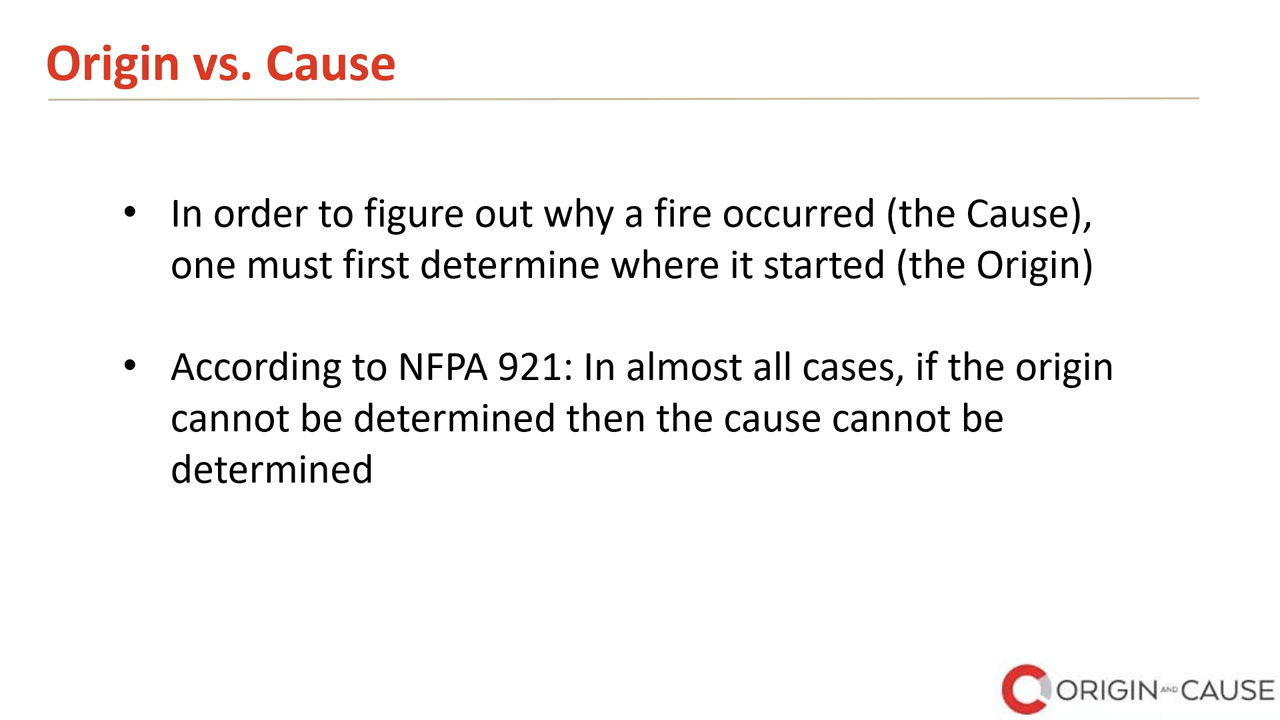 Origin vs. Cause
• In order to figure out why a fire occurred (the Cause),
one must first determine where it started (the Origin)
• According to NFPA 921: In almost all cases, if the origin
cannot be determined then the cause cannot be
determined
ORIGIN AND CAUSE